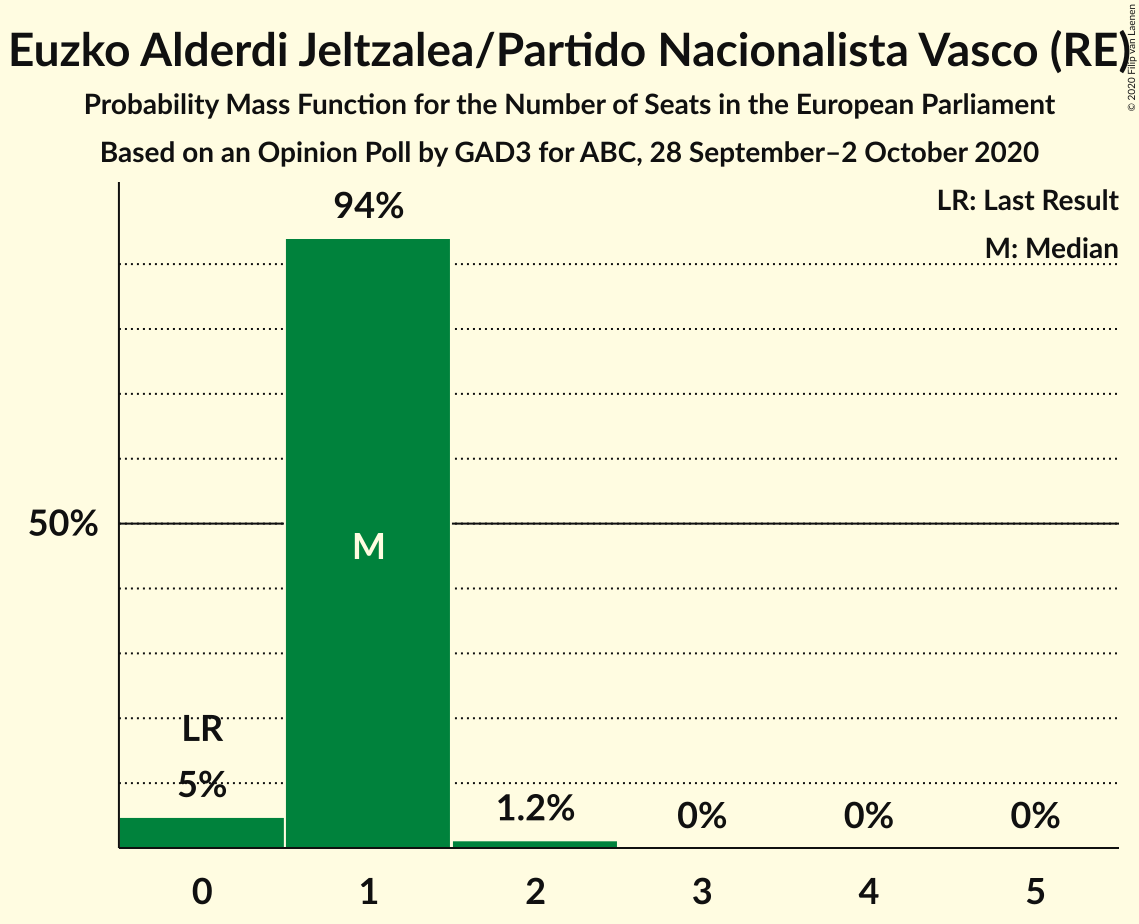 Euzko Alderdi Jeltzalea/Partido Nacionalista Vasco (RE)
© 2020 Filip van Laenen
Probability Mass Function for the Number of Seats in the European Parliament
Based on an Opinion Poll by GAD3 for ABC, 28 September–2 October 2020
LR: Last Result
M: Median
94%
50%
M
LR
5%
1.2%
0%
0%
0%
0
1
2
3
4
5